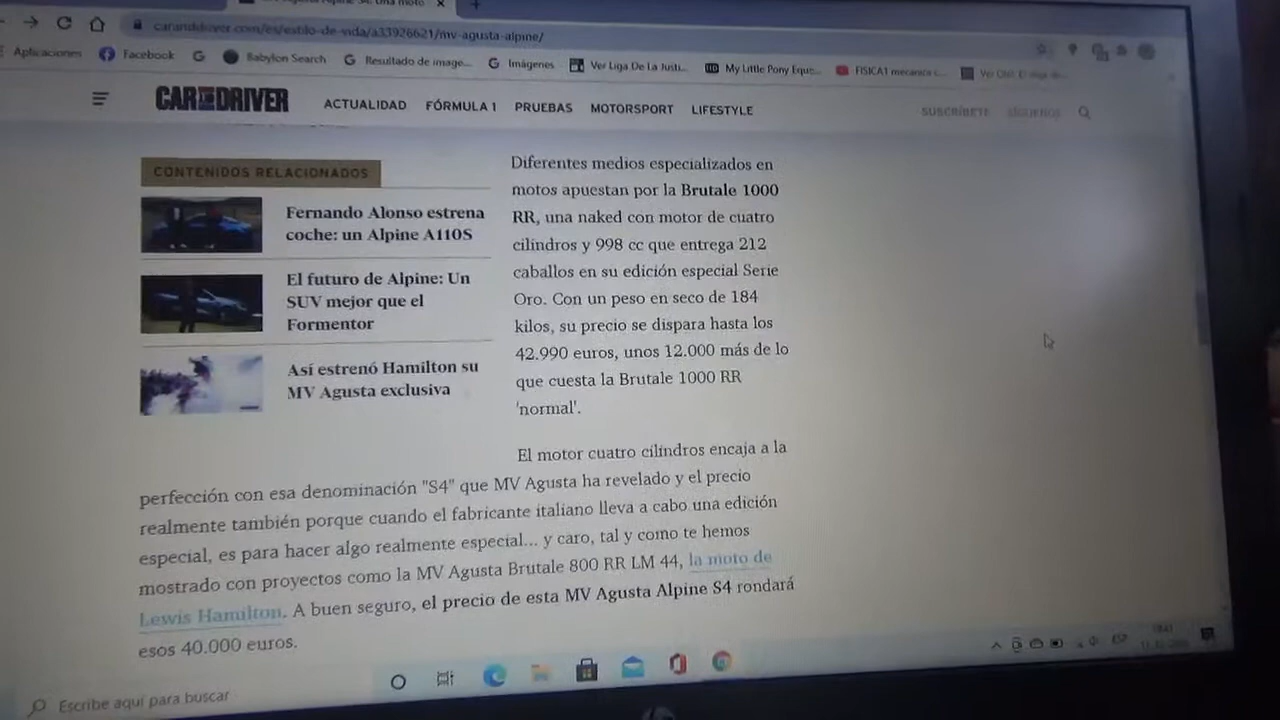 MV Agusta Alpine S4: Una moto
caranddriver.com/es/estilo-de-vida/a33926621/mv-agusta-alpine/
Aplicaciones Facebook Babylon Search Resultado de image... Imágenes Ver Liga De La Justi... My Little Pony Eque... FISICA1 mecanica c...
CAR AND DRIVER ACTUALIDAD FÓRMULA 1 PRUEBAS MOTORSPORT LIFESTYLE SUSCRÍBETE SÍGUENOS
CONTENIDOS RELACIONADOS
Fernando Alonso estrena
coche: un Alpine A110S
El futuro de Alpine: Un
SUV mejor que el
Formentor
Así estrenó Hamilton su
MV Agusta exclusiva
Diferentes medios especializados en
motos apuestan por la Brutale 1000
RR, una naked con motor de cuatro
cilindros y 998 cc que entrega 212
caballos en su edición especial Serie
Oro. Con un peso en seco de 184
kilos, su precio se dispara hasta los
42.990 euros, unos 12.000 más de lo
que cuesta la Brutale 1000 RR
'normal'.
El motor cuatro cilindros encaja a la
perfección con esa denominación "S4" que MV Agusta ha revelado y el precio
realmente también porque cuando el fabricante italiano lleva a cabo una edición
especial, es para hacer algo realmente especial... y caro, tal y como te hemos
mostrado con proyectos como la MV Agusta Brutale 800 RR LM 44, la moto de
Lewis Hamilton. A buen seguro, el precio de esta MV Agusta Alpine S4 rondará
esos 40.000 euros.
Escribe aquí para buscar
ESP